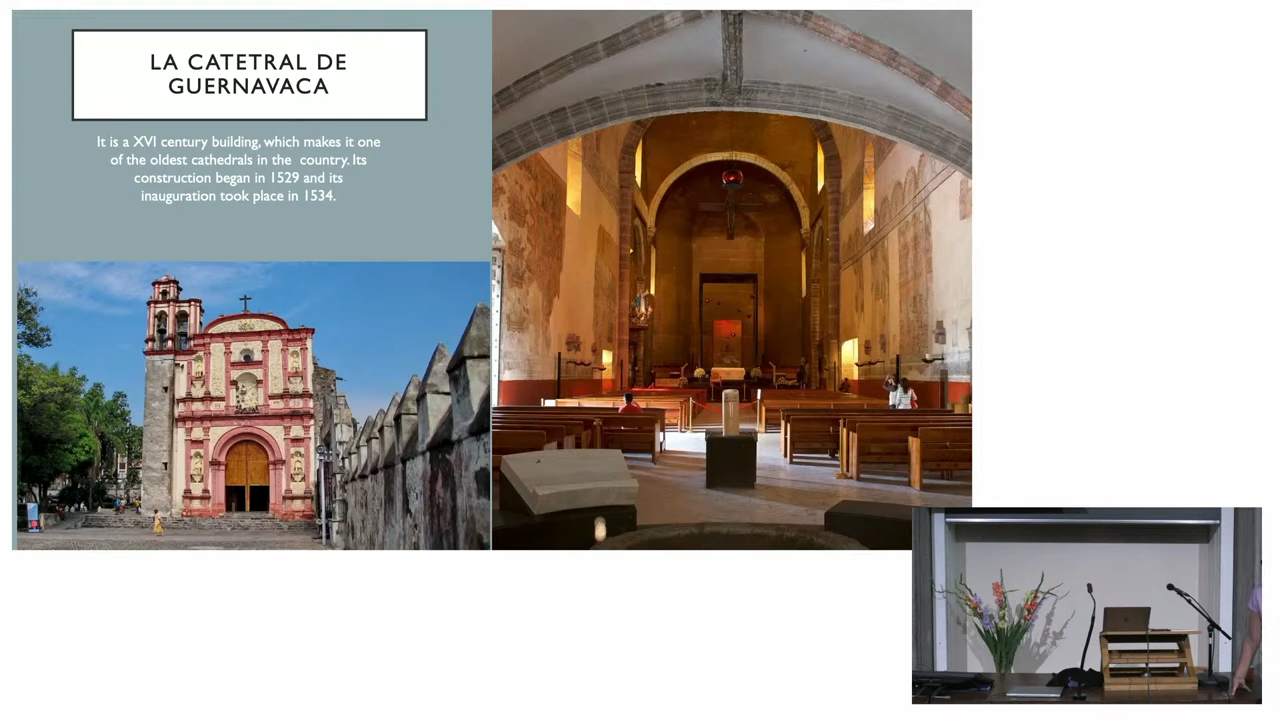 LA CATETRAL DE
GUERNAVACA
It is a XVI century building, which makes it one
of the oldest cathedrals in the country. Its
construction began in 1529 and its
inauguration took place in 1534.